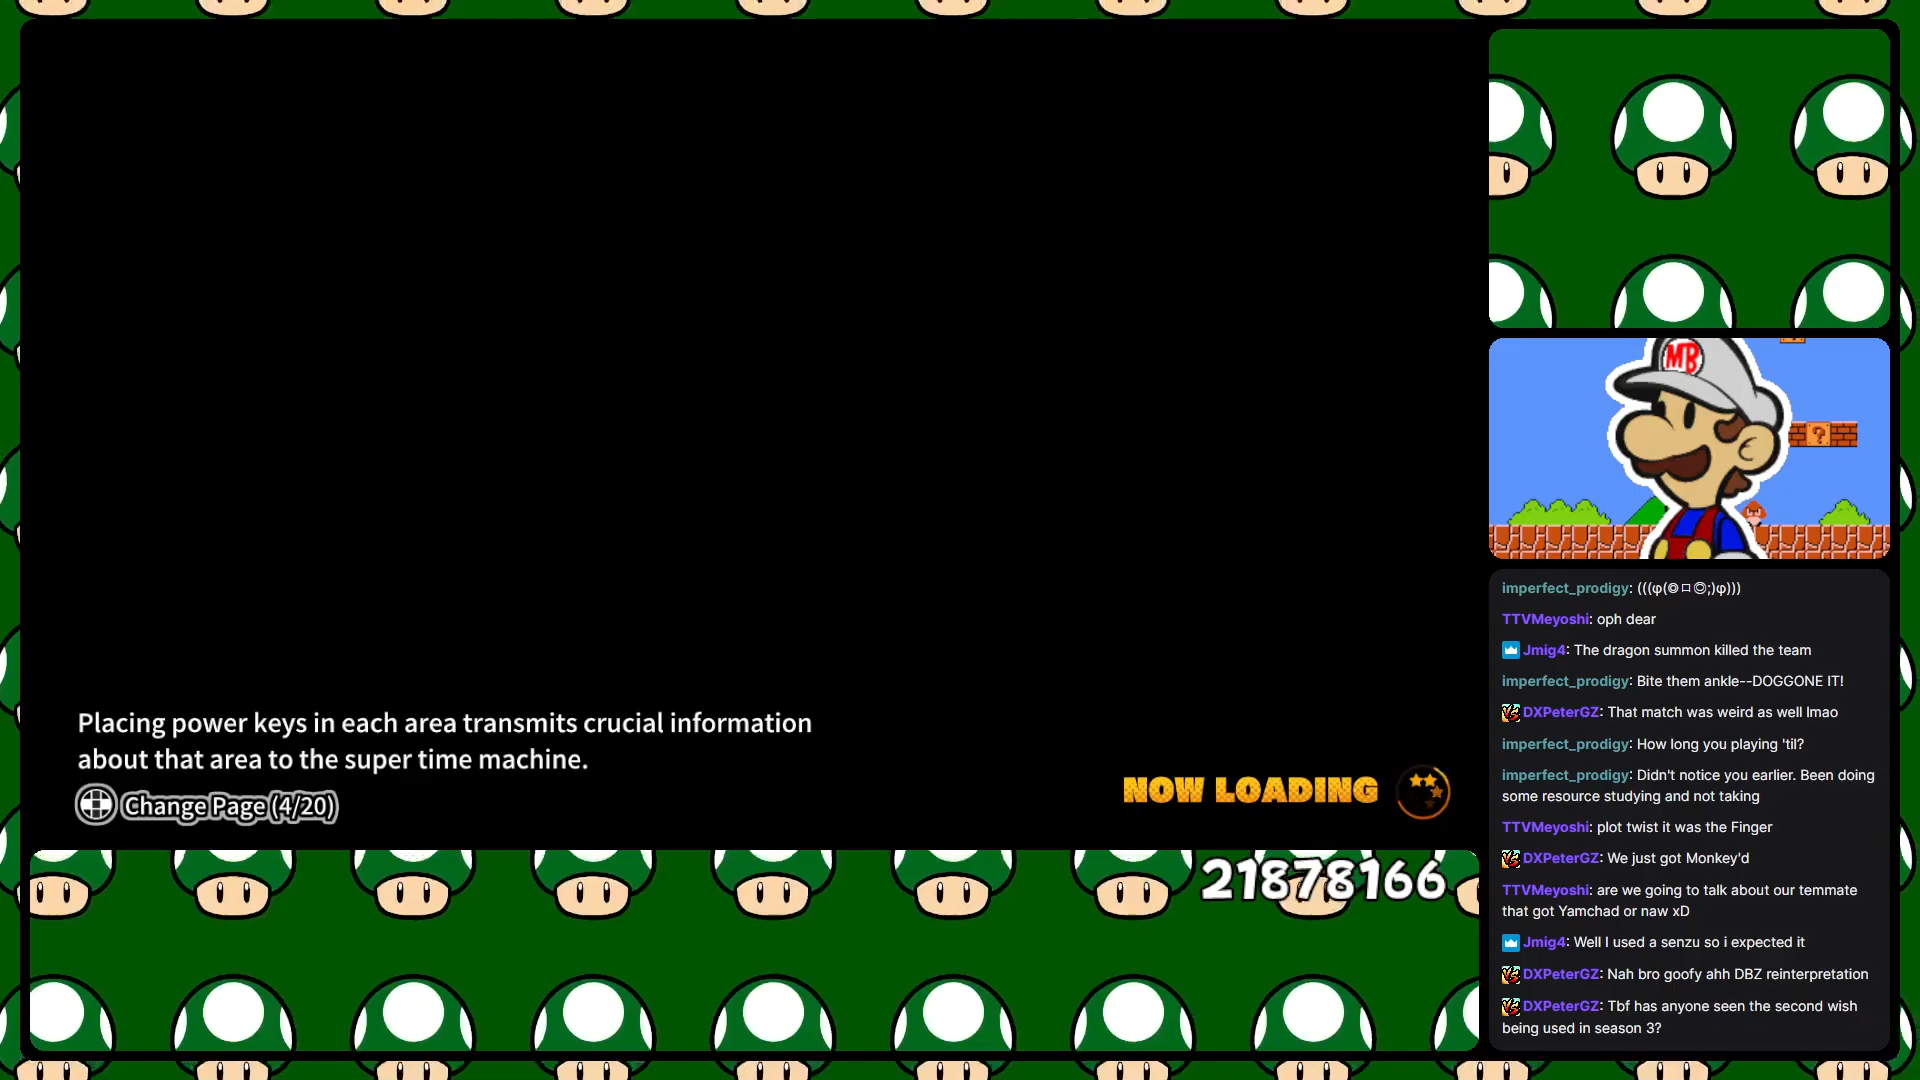 Placing power keys in each area transmits crucial information
about that area to the super time machine.
Change Page (4/20)
NOW LOADING
21878166
MB
?
imperfect_prodigy: (((φ(◎ロ◎;)φ)))
TTVMeyoshi: oph dear
Jmig4: The dragon summon killed the team
imperfect_prodigy: Bite them ankle--DOGGONE IT!
DXPeterGZ: That match was weird as well lmao
imperfect_prodigy: How long you playing 'til?
imperfect_prodigy: Didn't notice you earlier. Been doing
some resource studying and not taking
TTVMeyoshi: plot twist it was the Finger
DXPeterGZ: We just got Monkey'd
TTVMeyoshi: are we going to talk about our temmate
that got Yamchad or naw xD
Jmig4: Well I used a senzu so i expected it
DXPeterGZ: Nah bro goofy ahh DBZ reinterpretation
DXPeterGZ: Tbf has anyone seen the second wish
being used in season 3?